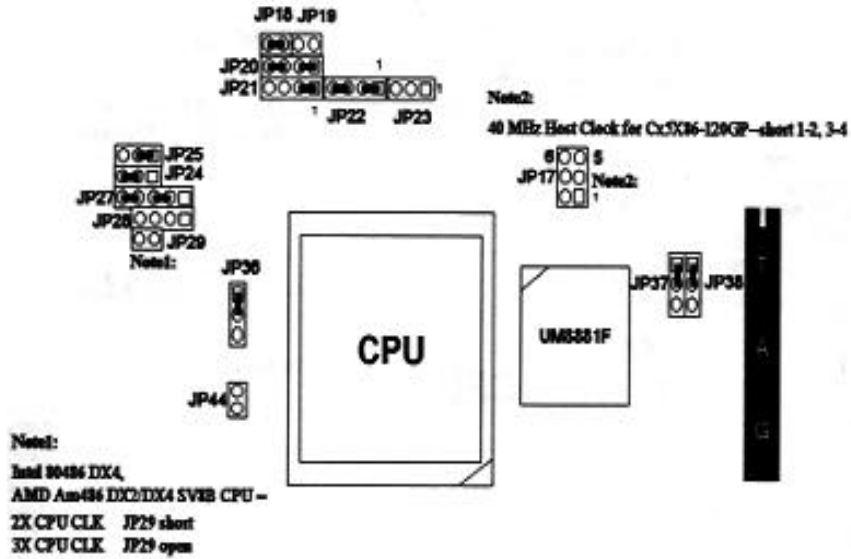 JP18 JP19
JP20
JP21
1
1
1
JP22 JP23
Note2:
40 MHz Host Clock for Cx5X86-120GP--short 1-2, 3-4
JP25
JP24
JP27
JP28
JP29
Note1:
6 5
JP17 Note2:
1
JP36
JP37 JP38
CPU
UM8881F
T
A
G
JP44
Note1:
Intel 80486 DX4,
AMD Am486 DX2/DX4 SV8B CPU --
2X CPU CLK JP29 short
3X CPU CLK JP29 open